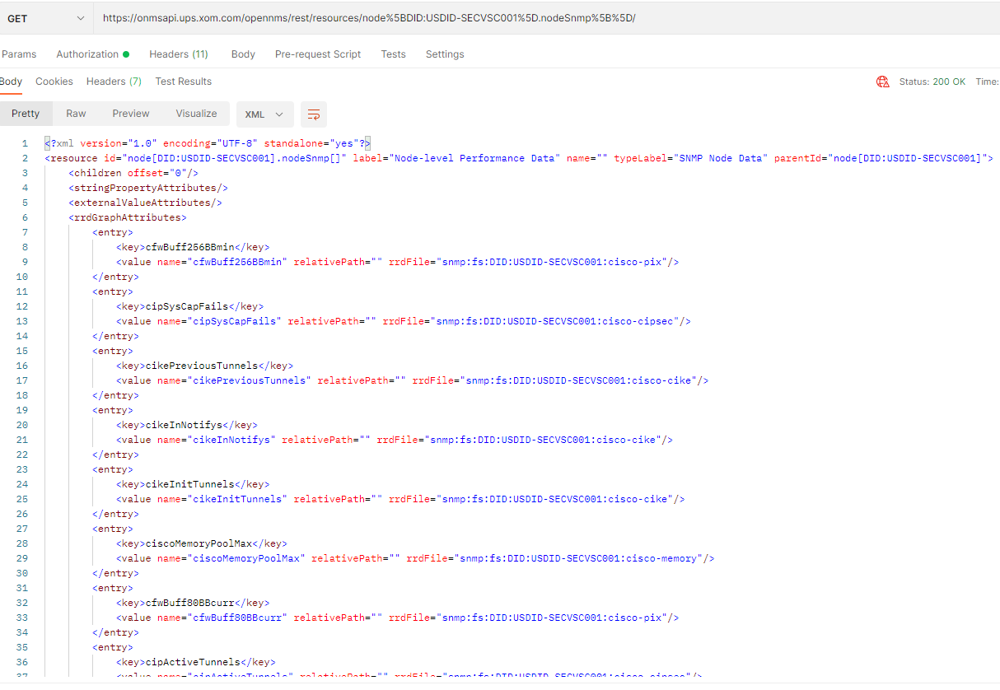 GET https://onmsapi.ups.xom.com/opennms/rest/resources/node%5BDID:USDID-SECVSC001%5D.nodeSnmp%5B%5D/
Params Authorization Headers (11) Body Pre-request Script Tests Settings
Body Cookies Headers (7) Test Results Status: 200 OK Time:
Pretty Raw Preview Visualize XML
1 <?xml version="1.0" encoding="UTF-8" standalone="yes"?>
2 <resource id="node[DID:USDID-SECVSC001].nodeSnmp[]" label="Node-level Performance Data" name="" typeLabel="SNMP Node Data" parentId="node[DID:USDID-SECVSC001]">
3 <children offset="0"/>
4 <stringPropertyAttributes/>
5 <externalValueAttributes/>
6 <rrdGraphAttributes>
7 <entry>
8 <key>cfwBuff256BBmin</key>
9 <value name="cfwBuff256BBmin" relativePath="" rrdFile="snmp:fs:DID:USDID-SECVSC001:cisco-pix"/>
10 </entry>
11 <entry>
12 <key>cipSysCapFails</key>
13 <value name="cipSysCapFails" relativePath="" rrdFile="snmp:fs:DID:USDID-SECVSC001:cisco-cipsec"/>
14 </entry>
15 <entry>
16 <key>cikePreviousTunnels</key>
17 <value name="cikePreviousTunnels" relativePath="" rrdFile="snmp:fs:DID:USDID-SECVSC001:cisco-cike"/>
18 </entry>
19 <entry>
20 <key>cikeInNotifys</key>
21 <value name="cikeInNotifys" relativePath="" rrdFile="snmp:fs:DID:USDID-SECVSC001:cisco-cike"/>
22 </entry>
23 <entry>
24 <key>cikeInitTunnels</key>
25 <value name="cikeInitTunnels" relativePath="" rrdFile="snmp:fs:DID:USDID-SECVSC001:cisco-cike"/>
26 </entry>
27 <entry>
28 <key>ciscoMemoryPoolMax</key>
29 <value name="ciscoMemoryPoolMax" relativePath="" rrdFile="snmp:fs:DID:USDID-SECVSC001:cisco-memory"/>
30 </entry>
31 <entry>
32 <key>cfwBuff80BBcurr</key>
33 <value name="cfwBuff80BBcurr" relativePath="" rrdFile="snmp:fs:DID:USDID-SECVSC001:cisco-pix"/>
34 </entry>
35 <entry>
36 <key>cipActiveTunnels</key>
37 <value name="cipActiveTunnels" relativePath="" rrdFile="snmp:fs:DID:USDID-SECVSC001:cisco-cipsec"/>